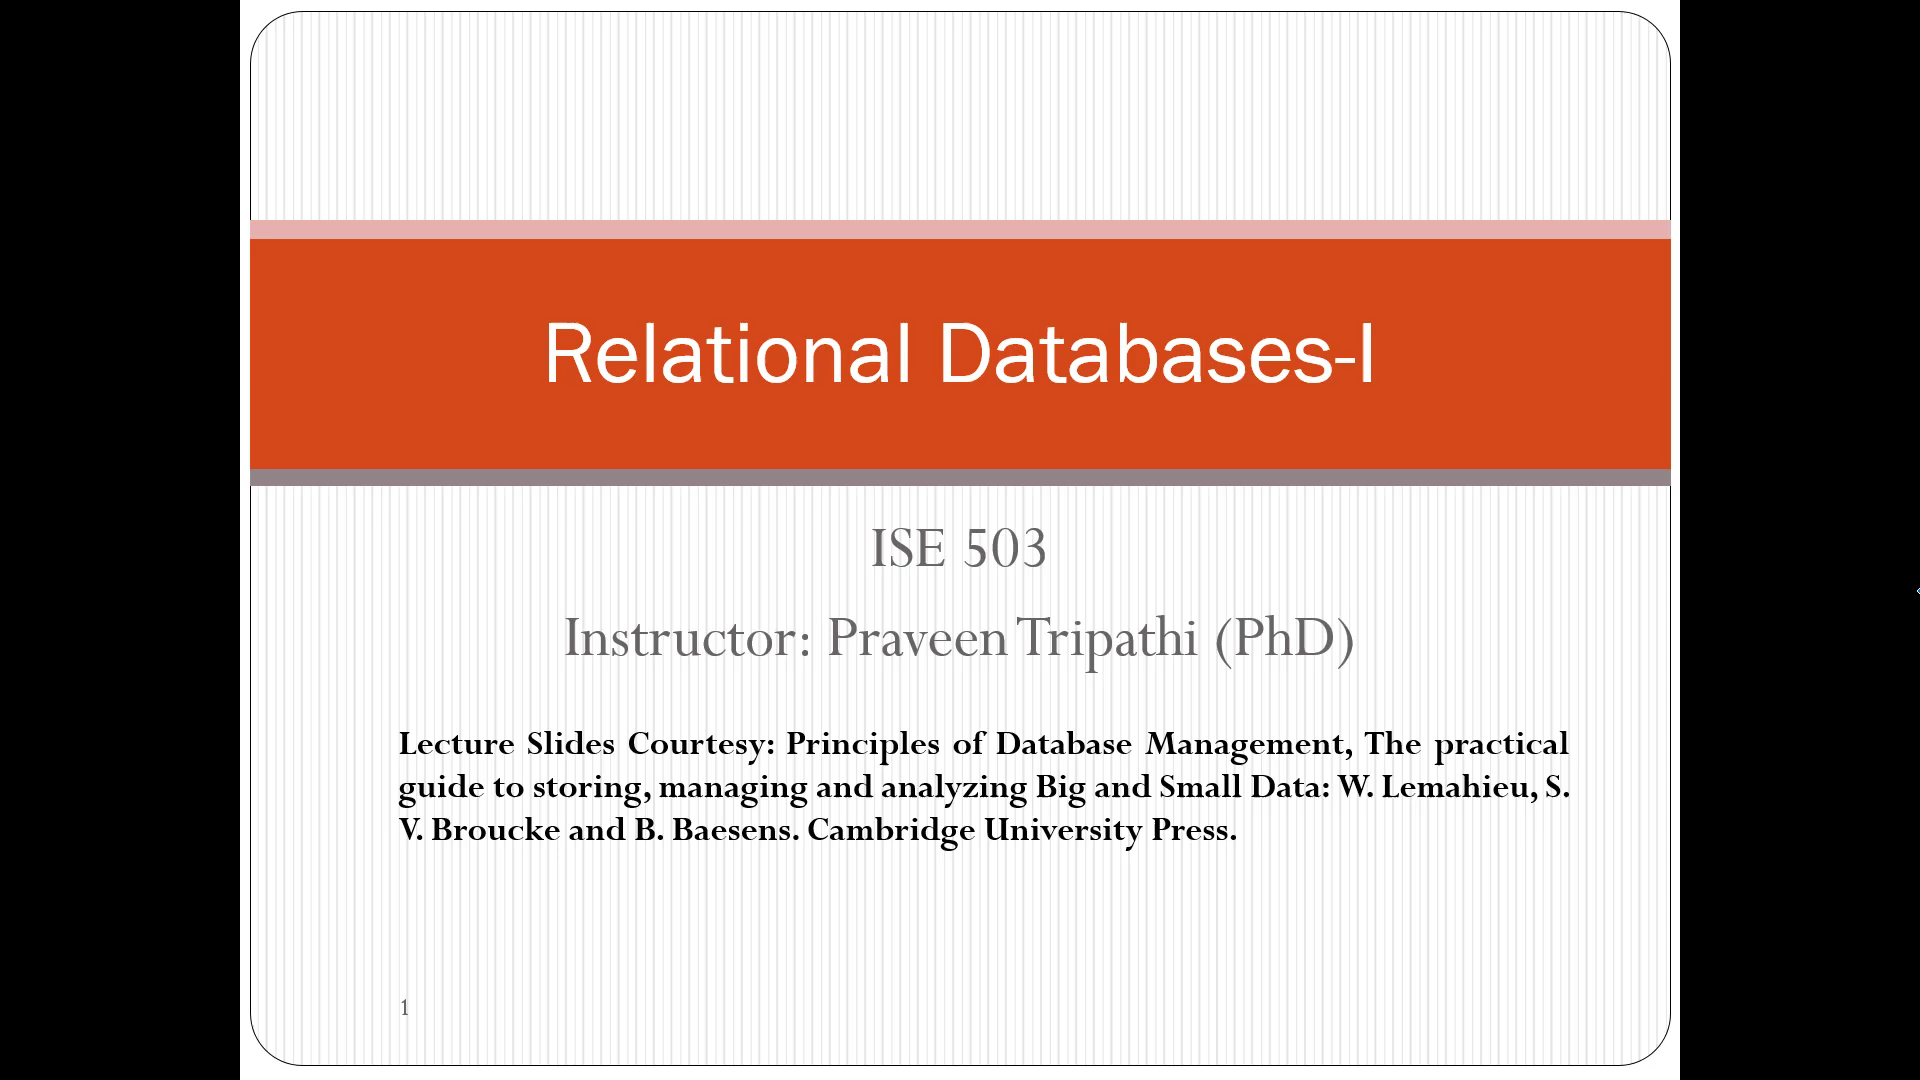 Relational Databases-I
ISE 503
Instructor: Praveen Tripathi (PhD)
Lecture Slides Courtesy: Principles of Database Management, The practical
guide to storing, managing and analyzing Big and Small Data: W. Lemahieu, S.
V. Broucke and B. Baesens. Cambridge University Press.
1